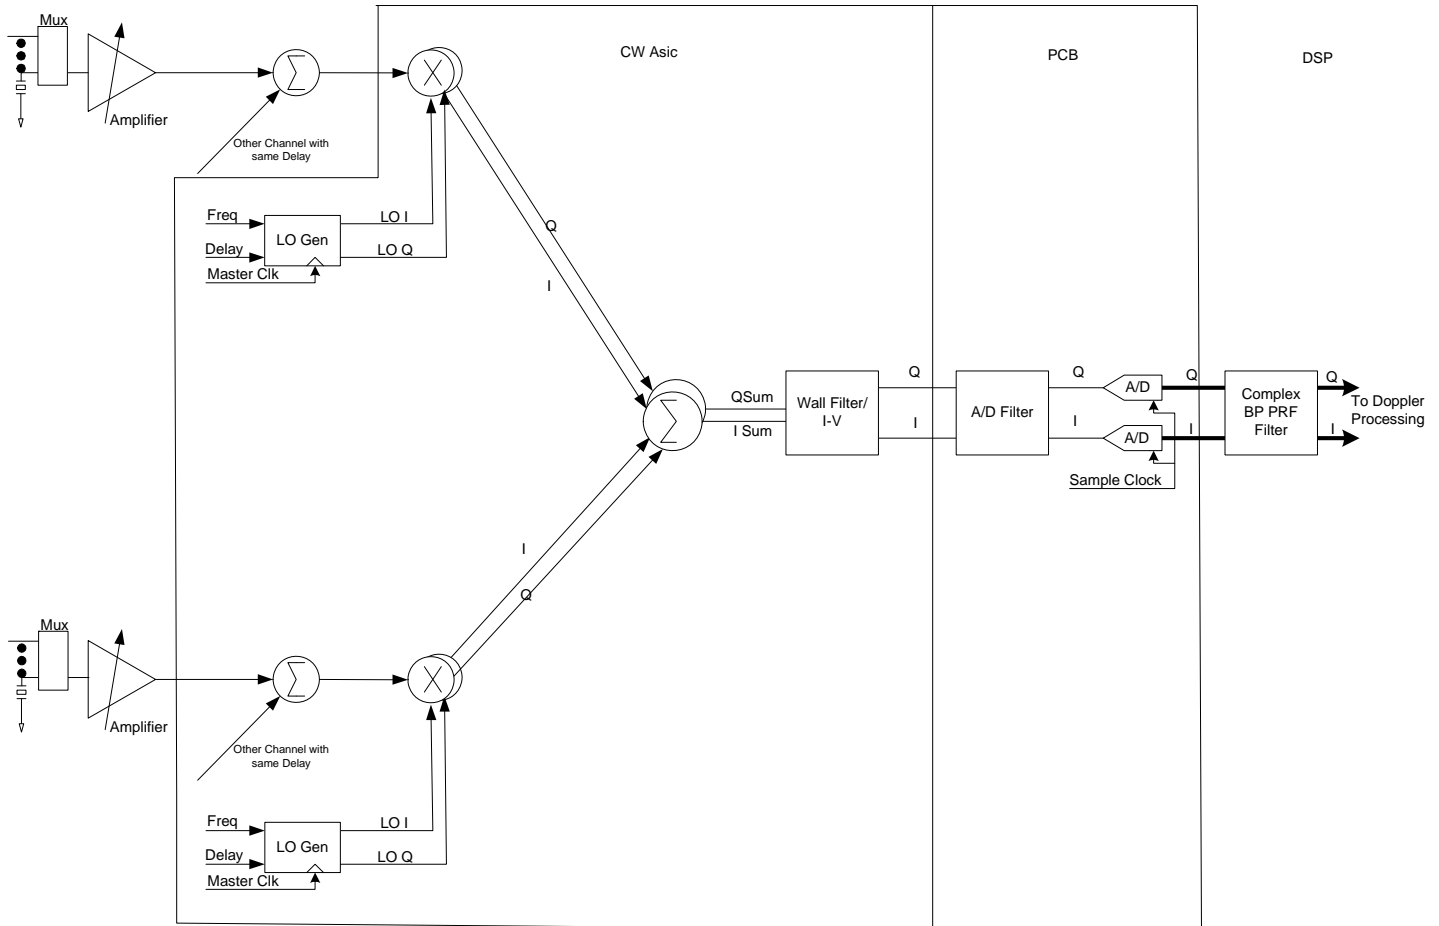 Mux
CW Asic
PCB
DSP
Σ
X
Amplifier
Other Channel with
same Delay
Freq
LO I
LO Gen
Delay
LO Q
Master Clk
Q
I
QSum
I Sum
Σ
Wall Filter/
I-V
Q
I
A/D Filter
Q
I
A/D
A/D
Sample Clock
Q
I
Complex
BP PRF
Filter
Q
I
To Doppler
Processing
I
Q
Mux
Σ
X
Amplifier
Other Channel with
same Delay
Freq
LO I
LO Gen
Delay
LO Q
Master Clk